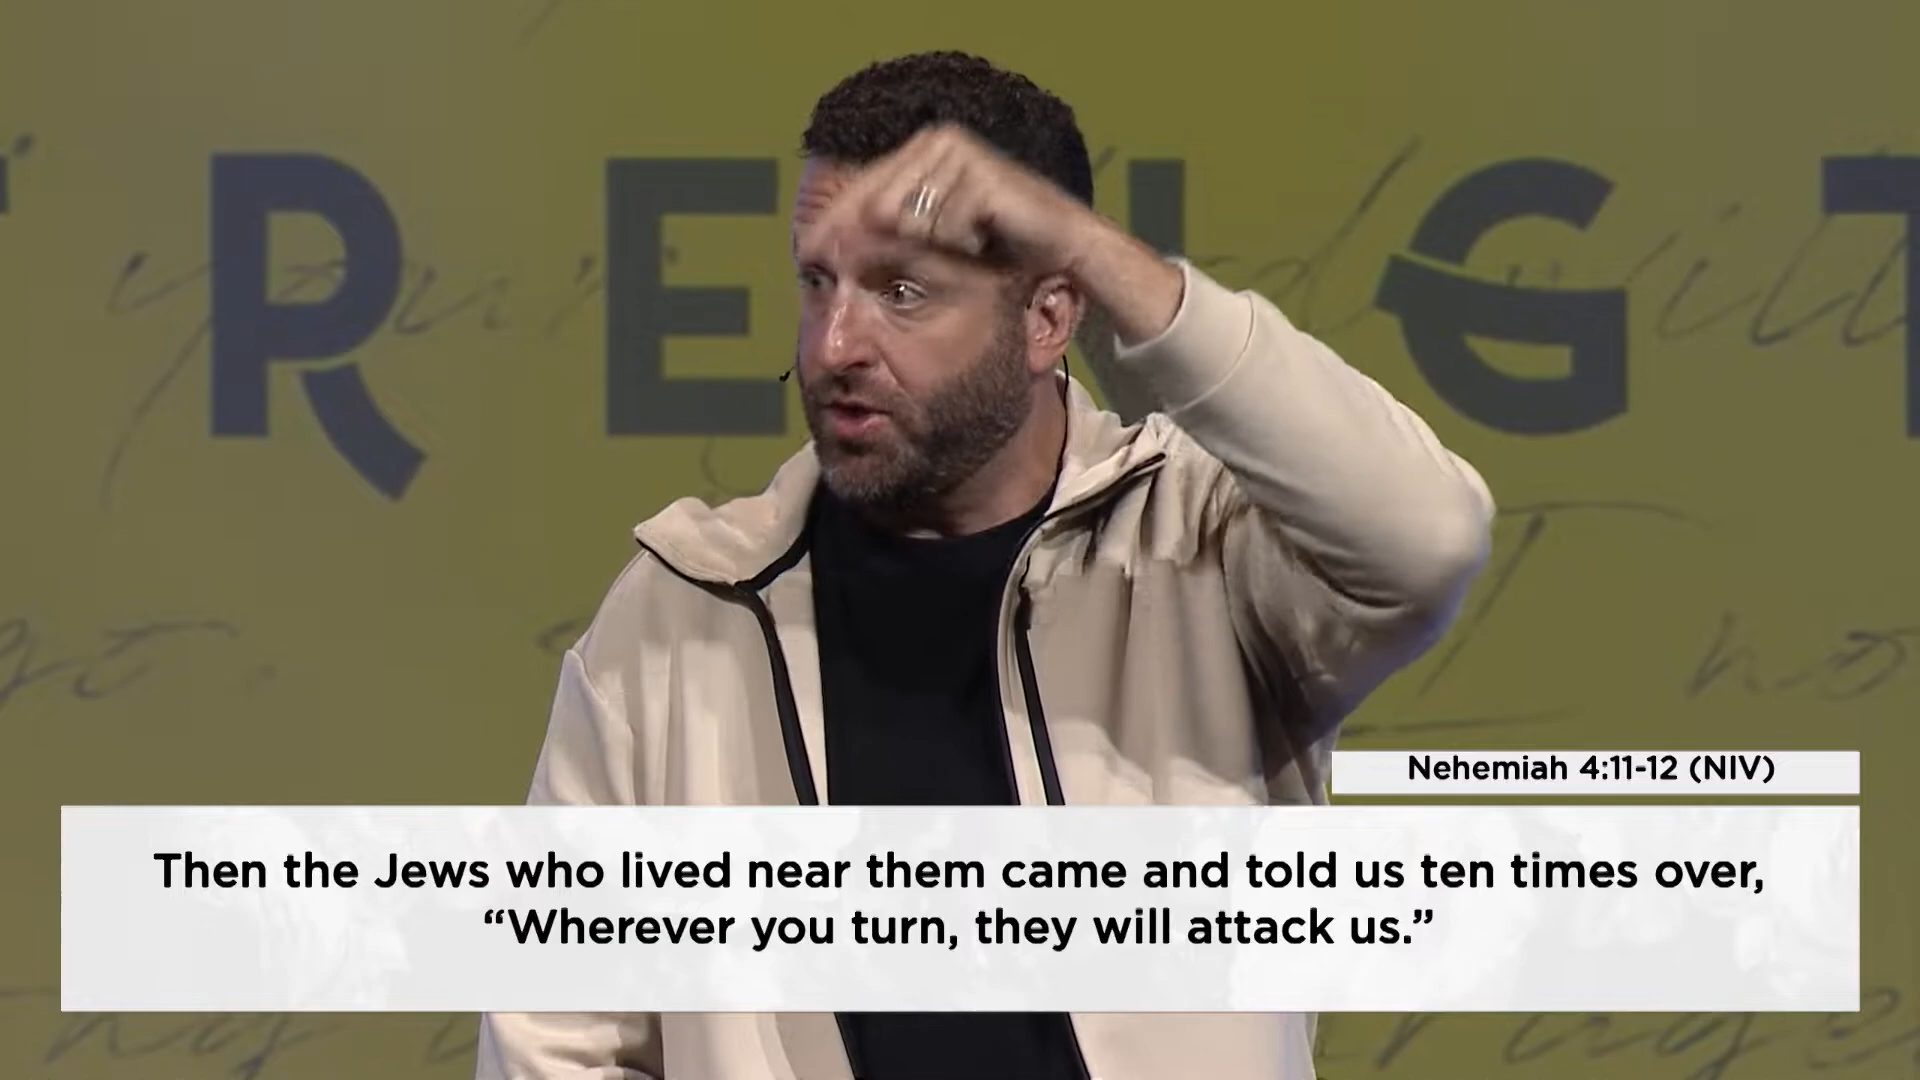 RENGT
Nehemiah 4:11-12 (NIV)
Then the Jews who lived near them came and told us ten times over,
“Wherever you turn, they will attack us.”